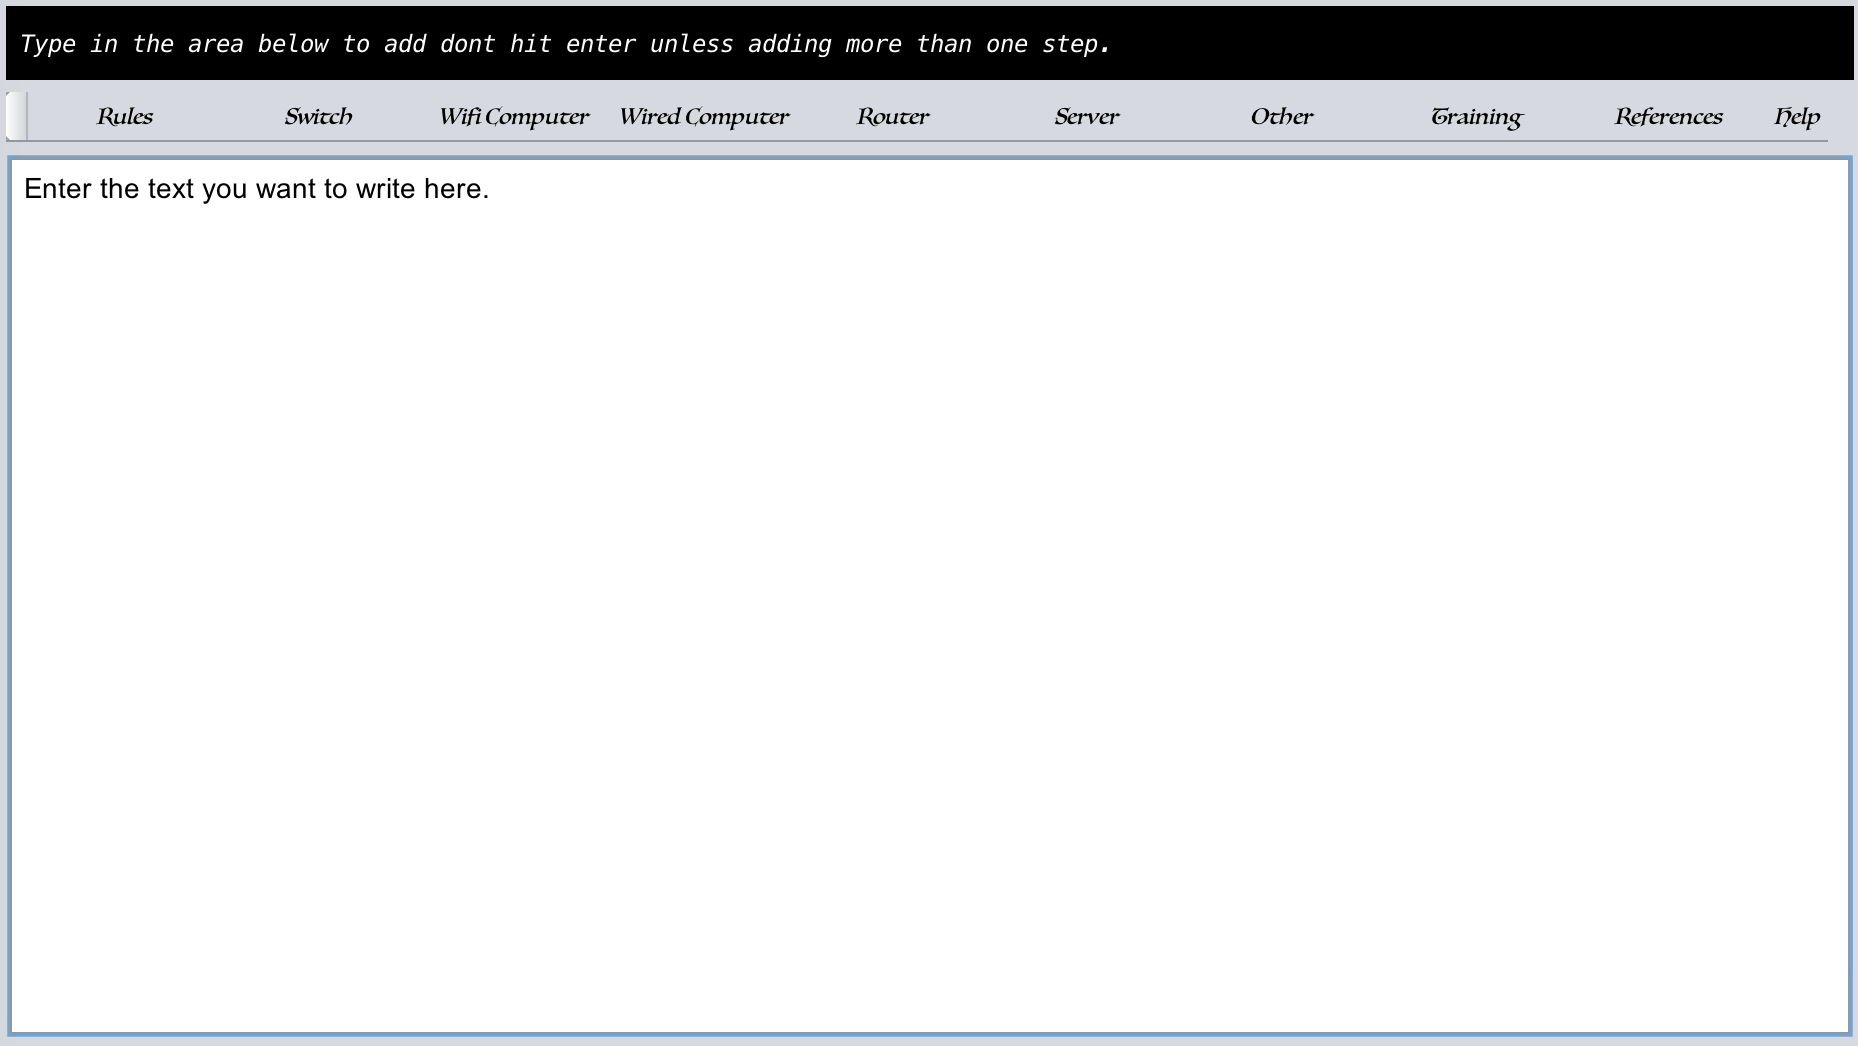 Type in the area below to add dont hit enter unless adding more than one step.
Rules Switch Wifi Computer Wired Computer Router Server Other Training References Help
Enter the text you want to write here.